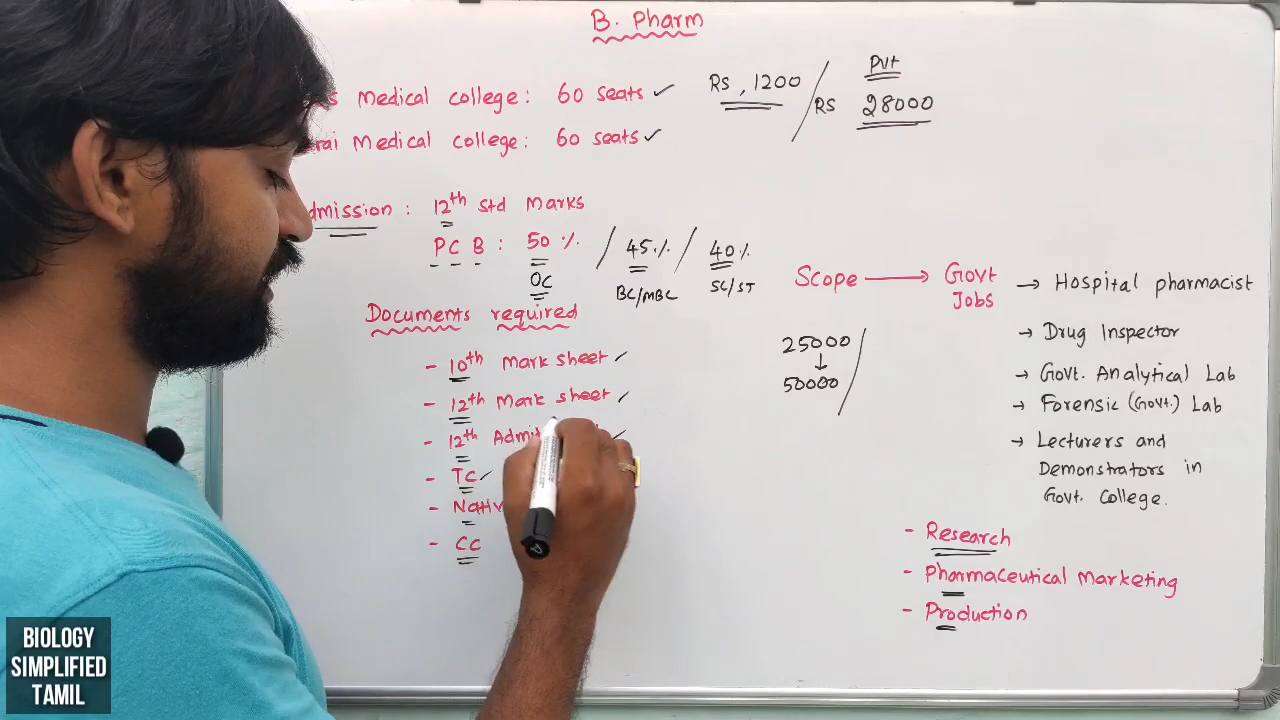 B. Pharm
Medical college: 60 seats ✓
Rs, 1200 / Pvt
Rs 28000
Medical college: 60 seats ✓
Admission : 12th std Marks
P C B : 50 % / 45% / 40%
OC BC/MBC SC/ST
Documents required
- 10th Mark sheet ✓
- 12th Mark sheet ✓
- 12th
- TC ✓
-
- CC
Scope → Govt Jobs
→ Hospital pharmacist
→ Drug Inspector
→ Govt. Analytical Lab
→ Forensic (Govt.) Lab
→ Lecturers and
Demonstrators in
Govt. College.
25000
↓
50000
- Research
- Pharmaceutical Marketing
- Production
BIOLOGY
SIMPLIFIED
TAMIL